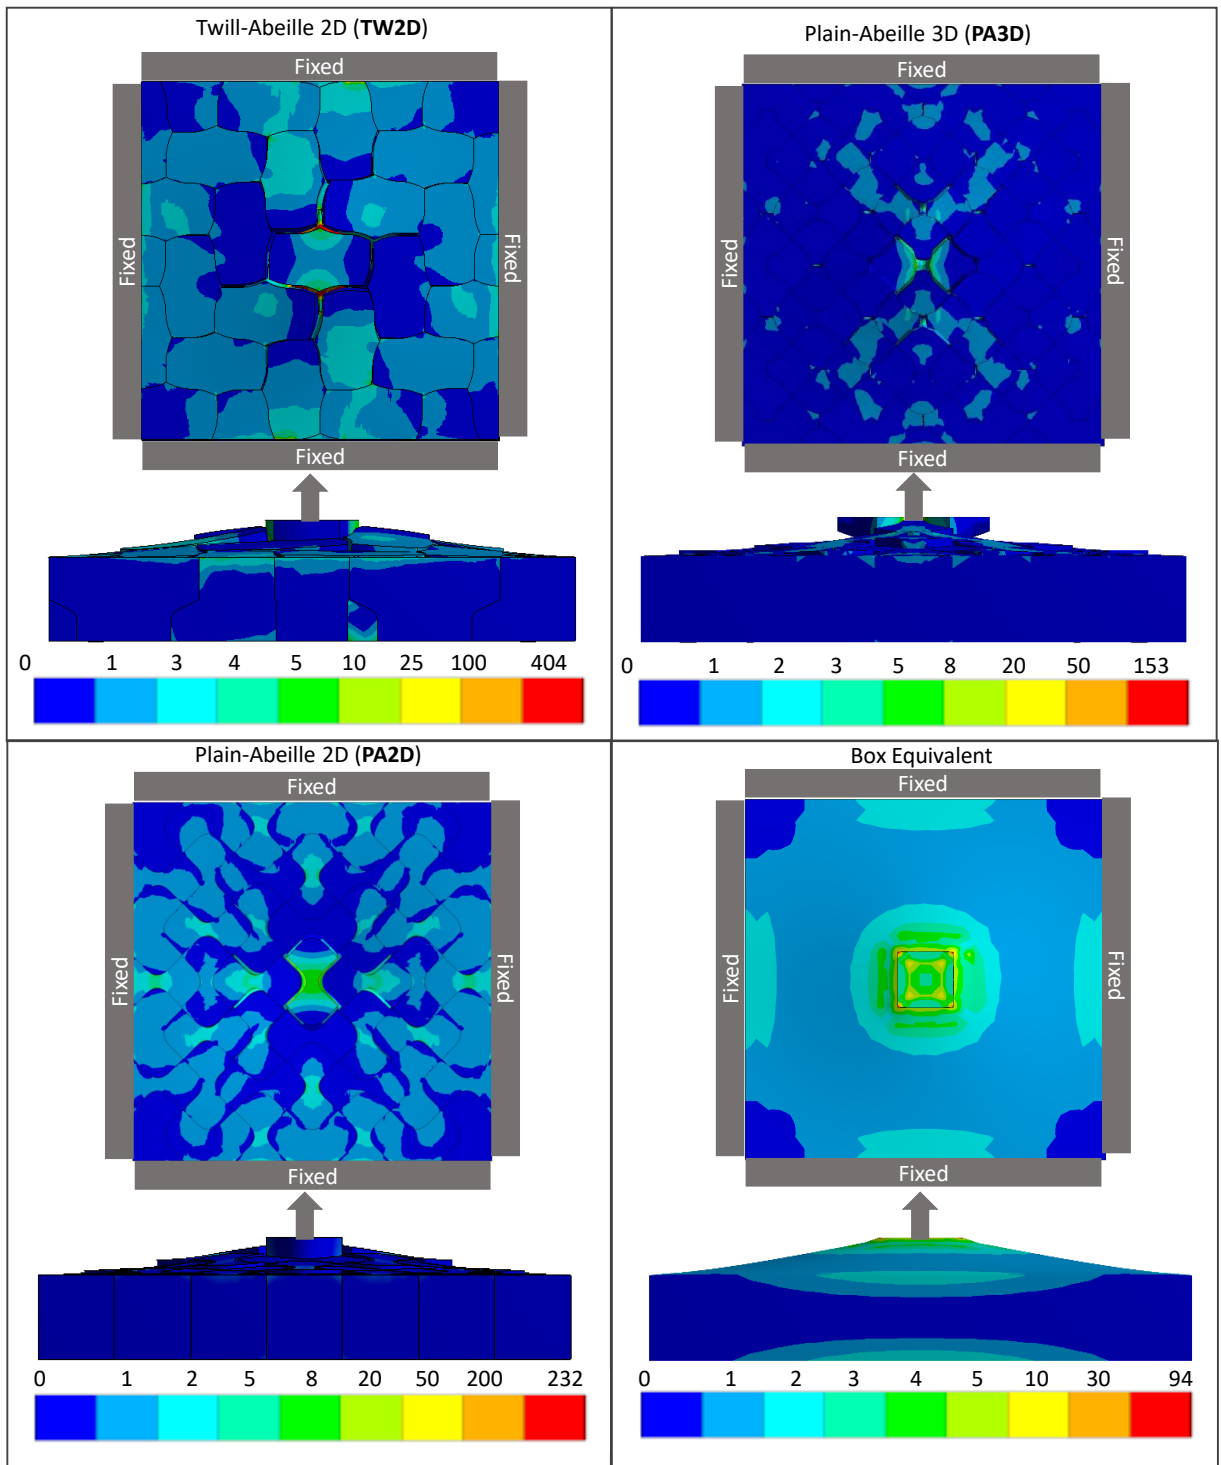 Twill-Abeille 2D (TW2D)
Fixed
Fixed
Fixed
Fixed
0 1 3 4 5 10 25 100 404
Plain-Abeille 3D (PA3D)
Fixed
Fixed
Fixed
Fixed
0 1 2 3 5 8 20 50 153
Plain-Abeille 2D (PA2D)
Fixed
Fixed
Fixed
Fixed
0 1 2 5 8 20 50 200 232
Box Equivalent
Fixed
Fixed
Fixed
Fixed
0 1 2 3 4 5 10 30 94